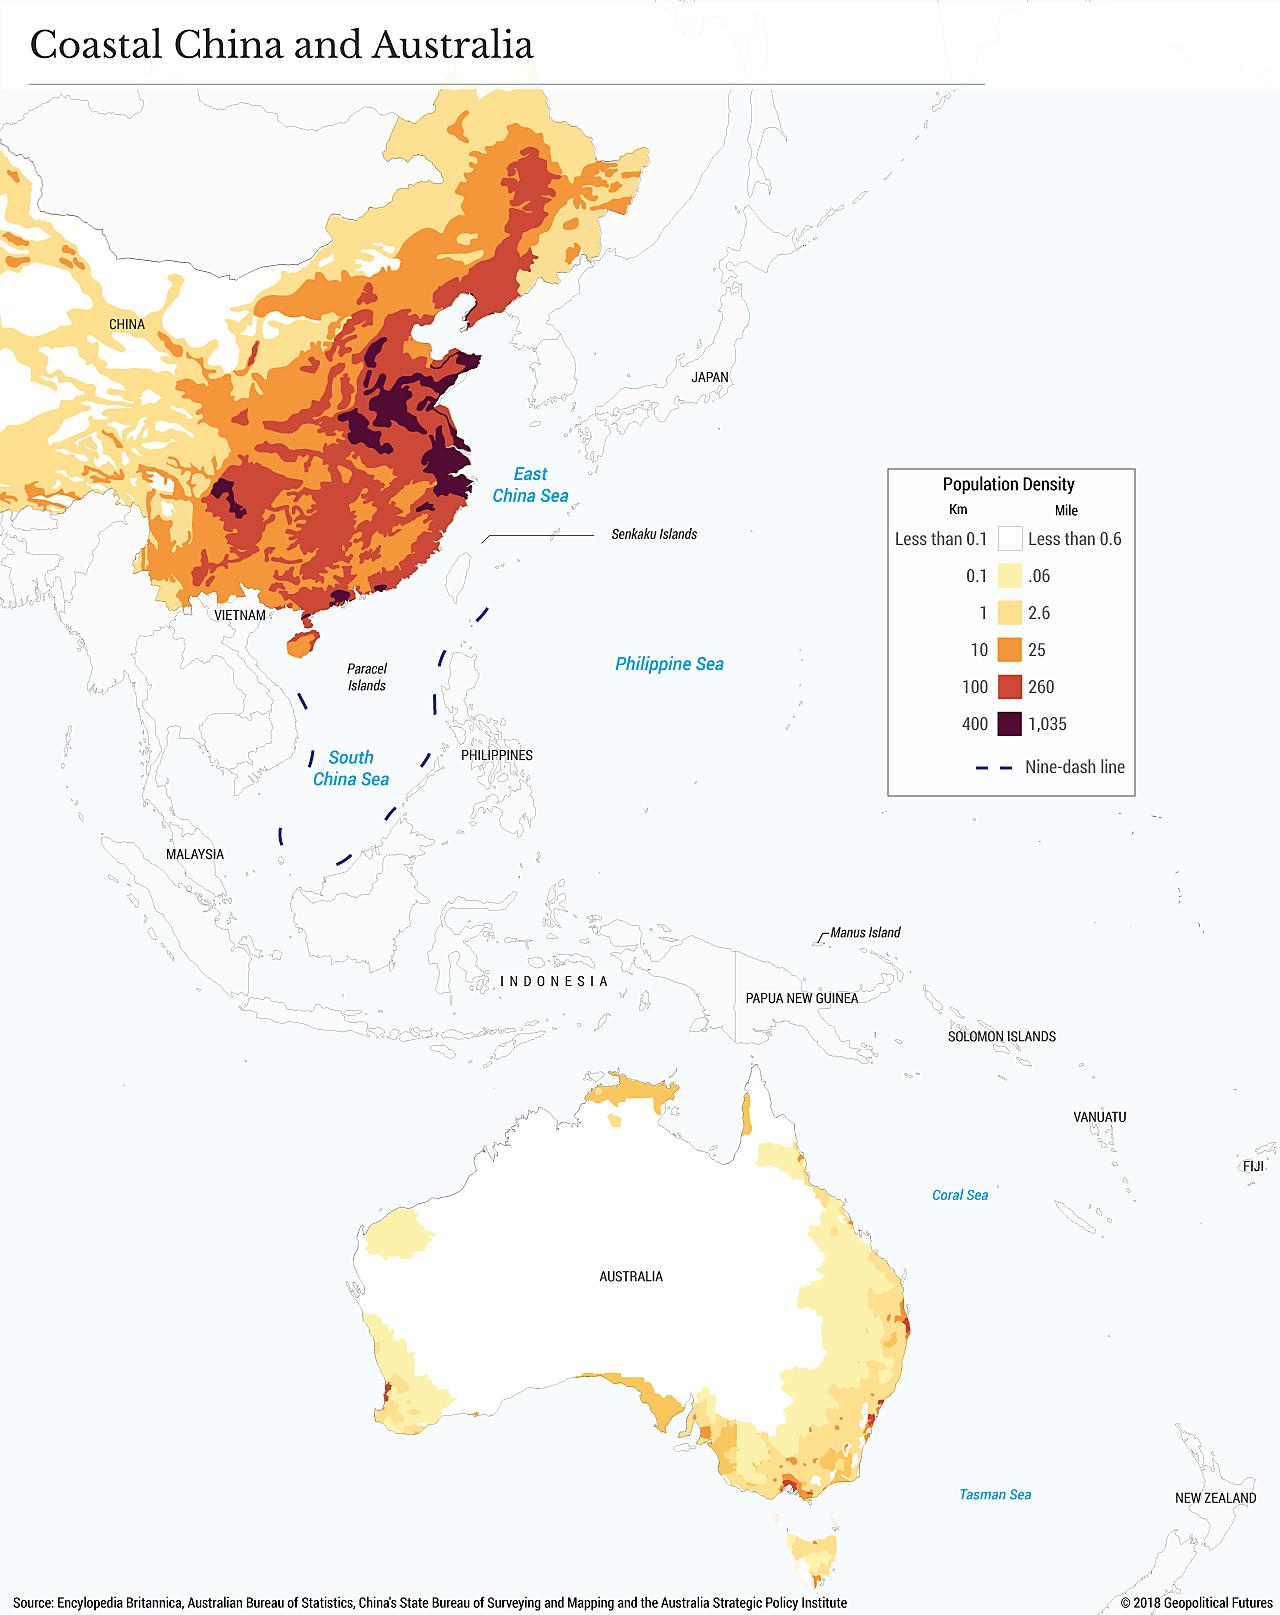 Coastal China and Australia
CHINA
JAPAN
East
China Sea
Senkaku Islands
Population Density
Km Mile
Less than 0.1 Less than 0.6
0.1 .06
1 2.6
10 25
100 260
400 1,035
Nine-dash line
VIETNAM
Paracel
Islands
Philippine Sea
South
China Sea
PHILIPPINES
MALAYSIA
Manus Island
INDONESIA
PAPUA NEW GUINEA
SOLOMON ISLANDS
VANUATU
FIJI
Coral Sea
AUSTRALIA
Tasman Sea
NEW ZEALAND
Source: Encylopedia Britannica, Australian Bureau of Statistics, China's State Bureau of Surveying and Mapping and the Australia Strategic Policy Institute
© 2018 Geopolitical Futures